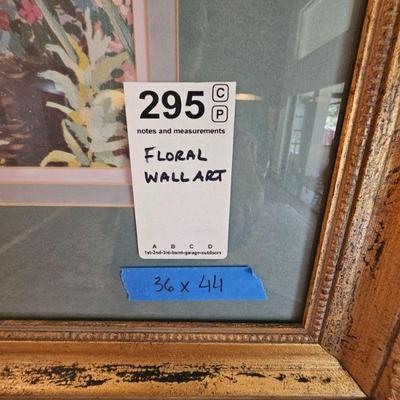 295 C
P
notes and measurements
FLORAL
WALL ART
A B C D
1st-2nd-3rd-bsmt-garage-outdoors
36 x 44